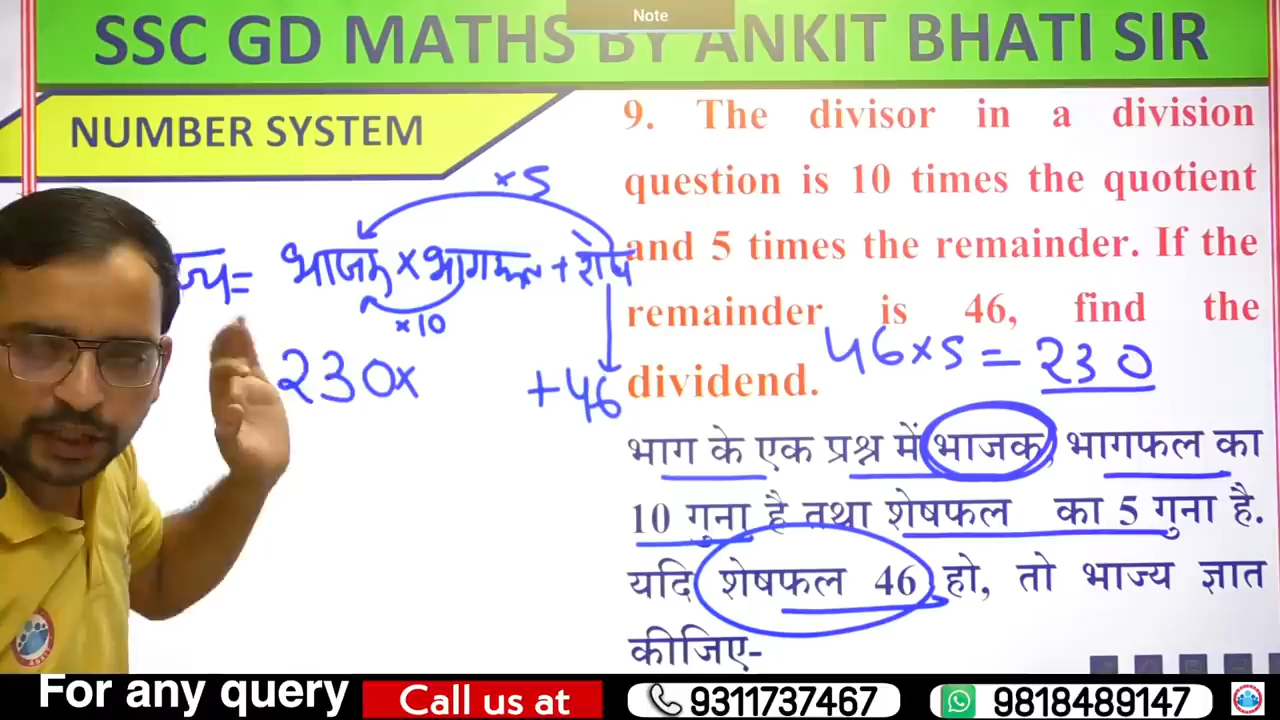 Note
SSC GD MATHS BY ANKIT BHATI SIR
NUMBER SYSTEM
9. The divisor in a division
question is 10 times the quotient
and 5 times the remainder. If the
remainder is 46, find the
dividend.
46×5=230
भाग के एक प्रश्न में भाजक, भागफल का
10 गुना है तथा शेषफल का 5 गुना है.
यदि शेषफल 46 हो, तो भाज्य ज्ञात
कीजिए-
×5
= भाजक × भागफल + शेष
×10
230× +46
For any query
Call us at
9311737467
9818489147